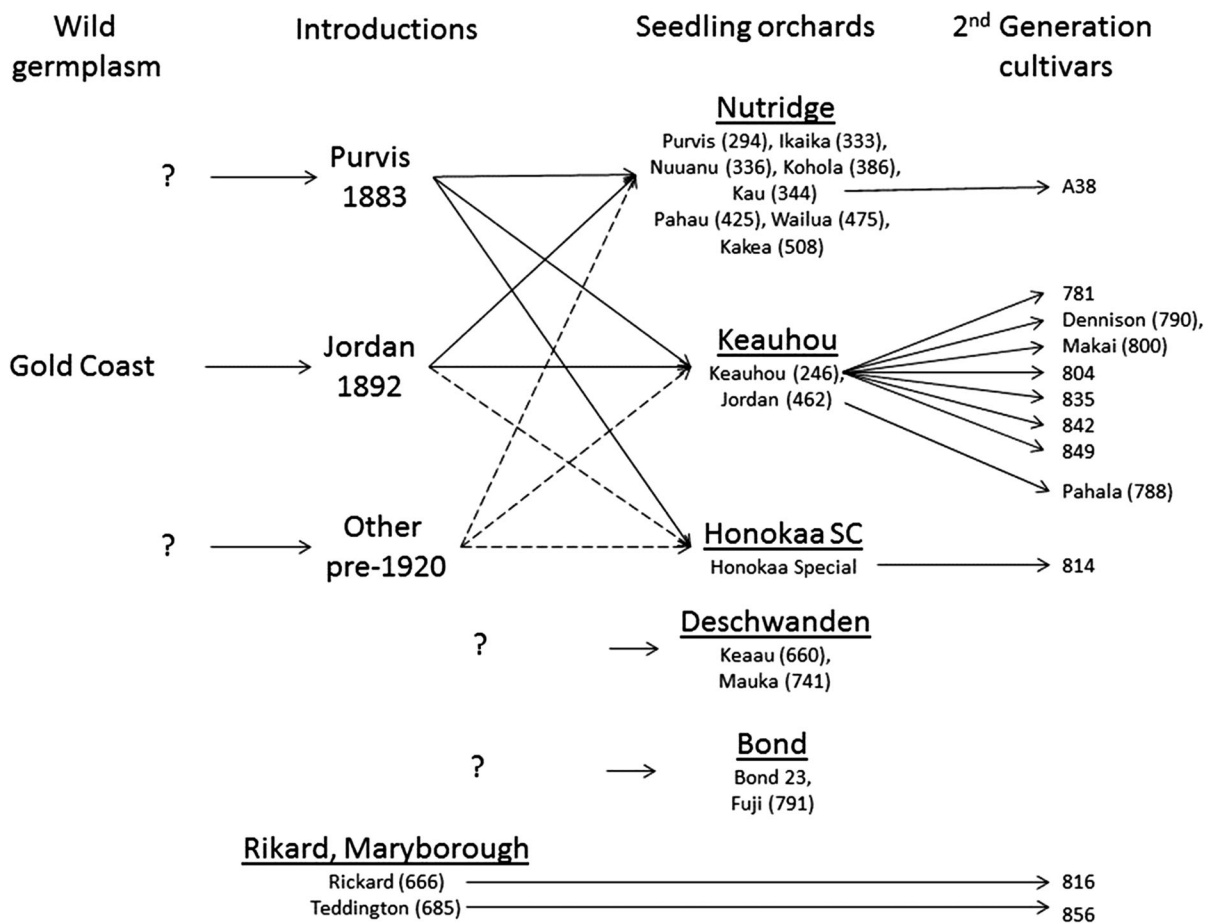 Wild
germplasm
Introductions
Seedling orchards
2nd Generation
cultivars
?
Purvis
1883
Nutridge
Purvis (294), Ikaika (333),
Nuuanu (336), Kohola (386),
Kau (344)
Pahau (425), Wailua (475),
Kakea (508)
A38
Gold Coast
Jordan
1892
Keauhou
Keauhou (246),
Jordan (462)
781
Dennison (790),
Makai (800)
804
835
842
849
Pahala (788)
?
Other
pre-1920
Honokaa SC
Honokaa Special
814
?
Deschwanden
Keaau (660),
Mauka (741)
?
Bond
Bond 23,
Fuji (791)
Rikard, Maryborough
Rickard (666)
816
Teddington (685)
856